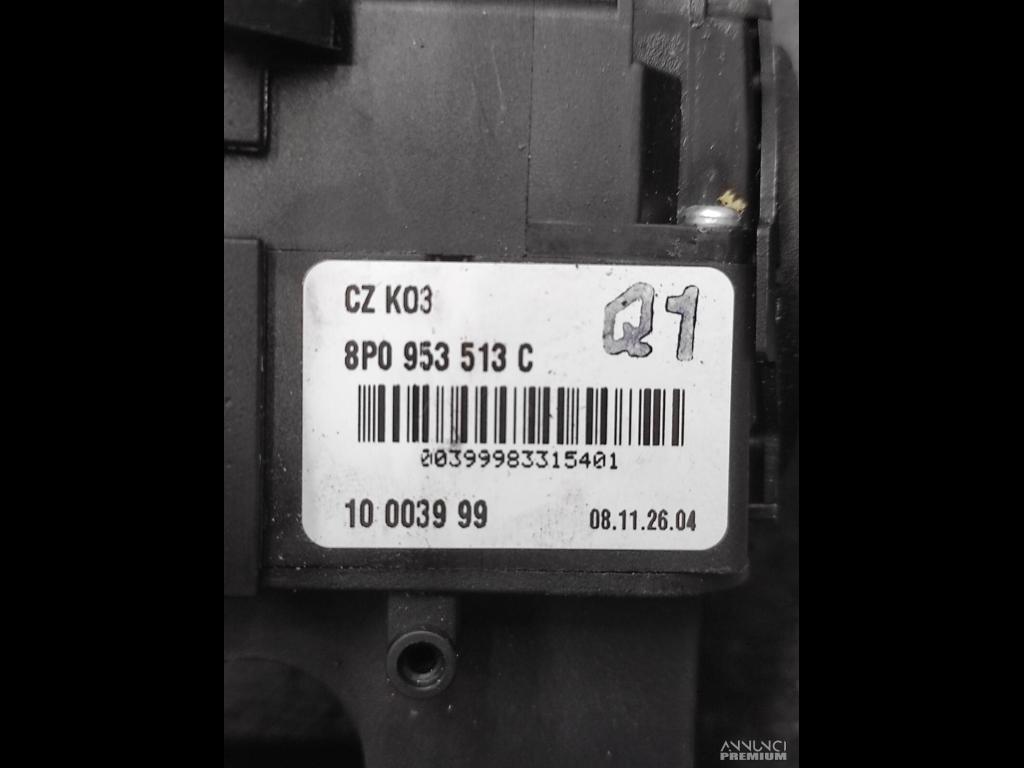 CZ K03
Q1
8P0 953 513 C
00399983315401
10 0039 99
08.11.26.04
ANNUNCI
PREMIUM